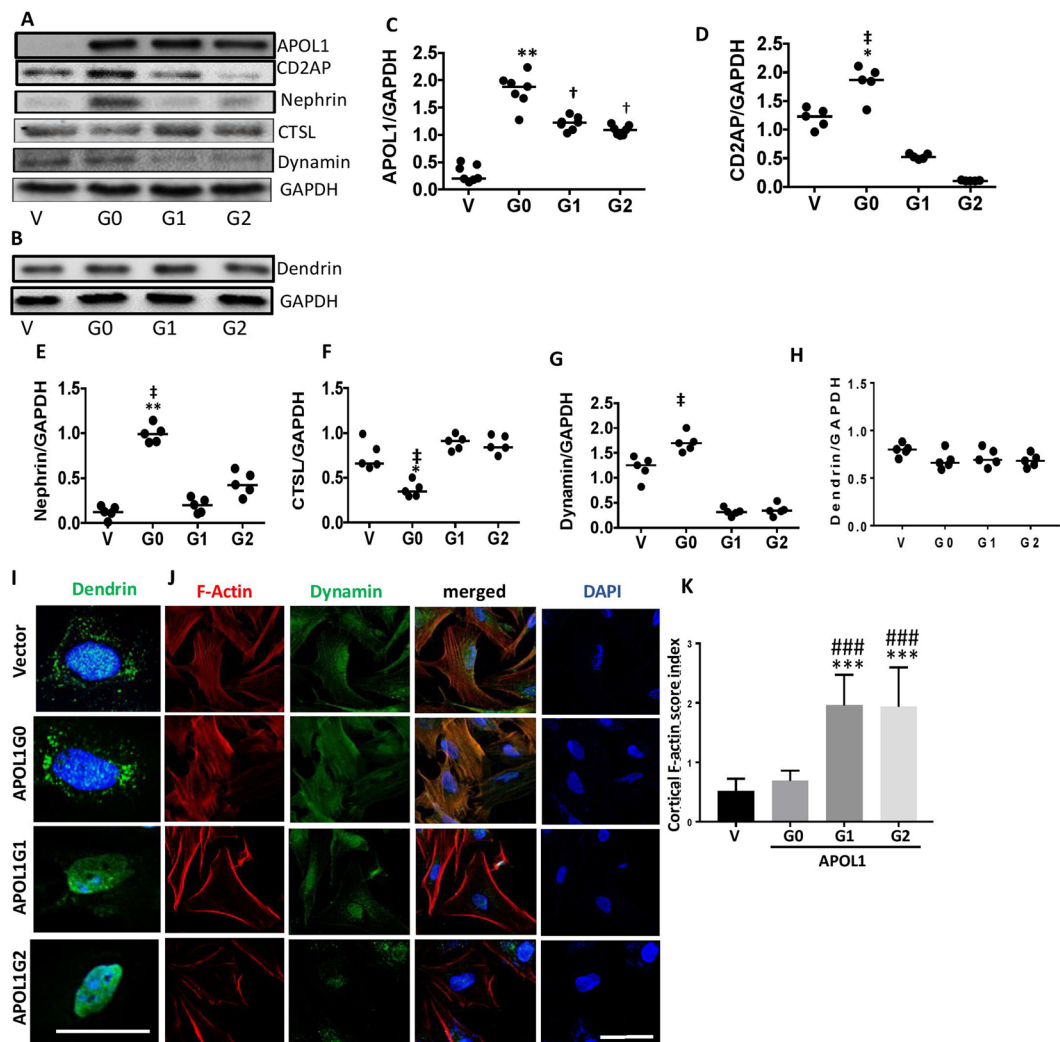 A
APOL1
CD2AP
Nephrin
CTSL
Dynamin
GAPDH
V G0 G1 G2
B
Dendrin
GAPDH
V G0 G1 G2
C
APOL1/GAPDH
2.5
2.0
1.5
1.0
0.5
0.0
**
†
†
V G0 G1 G2
D
CD2AP/GAPDH
2.5
2.0
1.5
1.0
0.5
0.0
‡
*
V G0 G1 G2
E
Nephrin/GAPDH
1.5
1.0
0.5
0.0
‡
**
V G0 G1 G2
F
CTSL/GAPDH
1.5
1.0
0.5
0.0
‡
*
V G0 G1 G2
G
Dynamin/GAPDH
2.5
2.0
1.5
1.0
0.5
0.0
‡
V G0 G1 G2
H
Dendrin/GAPDH
1.5
1.0
0.5
0.0
V G0 G1 G2
I
Dendrin
J
F-Actin Dynamin merged DAPI
Vector
APOL1G0
APOL1G1
APOL1G2
K
Cortical F-actin score index
3
2
1
0
### ###
*** ***
V G0 G1 G2
APOL1